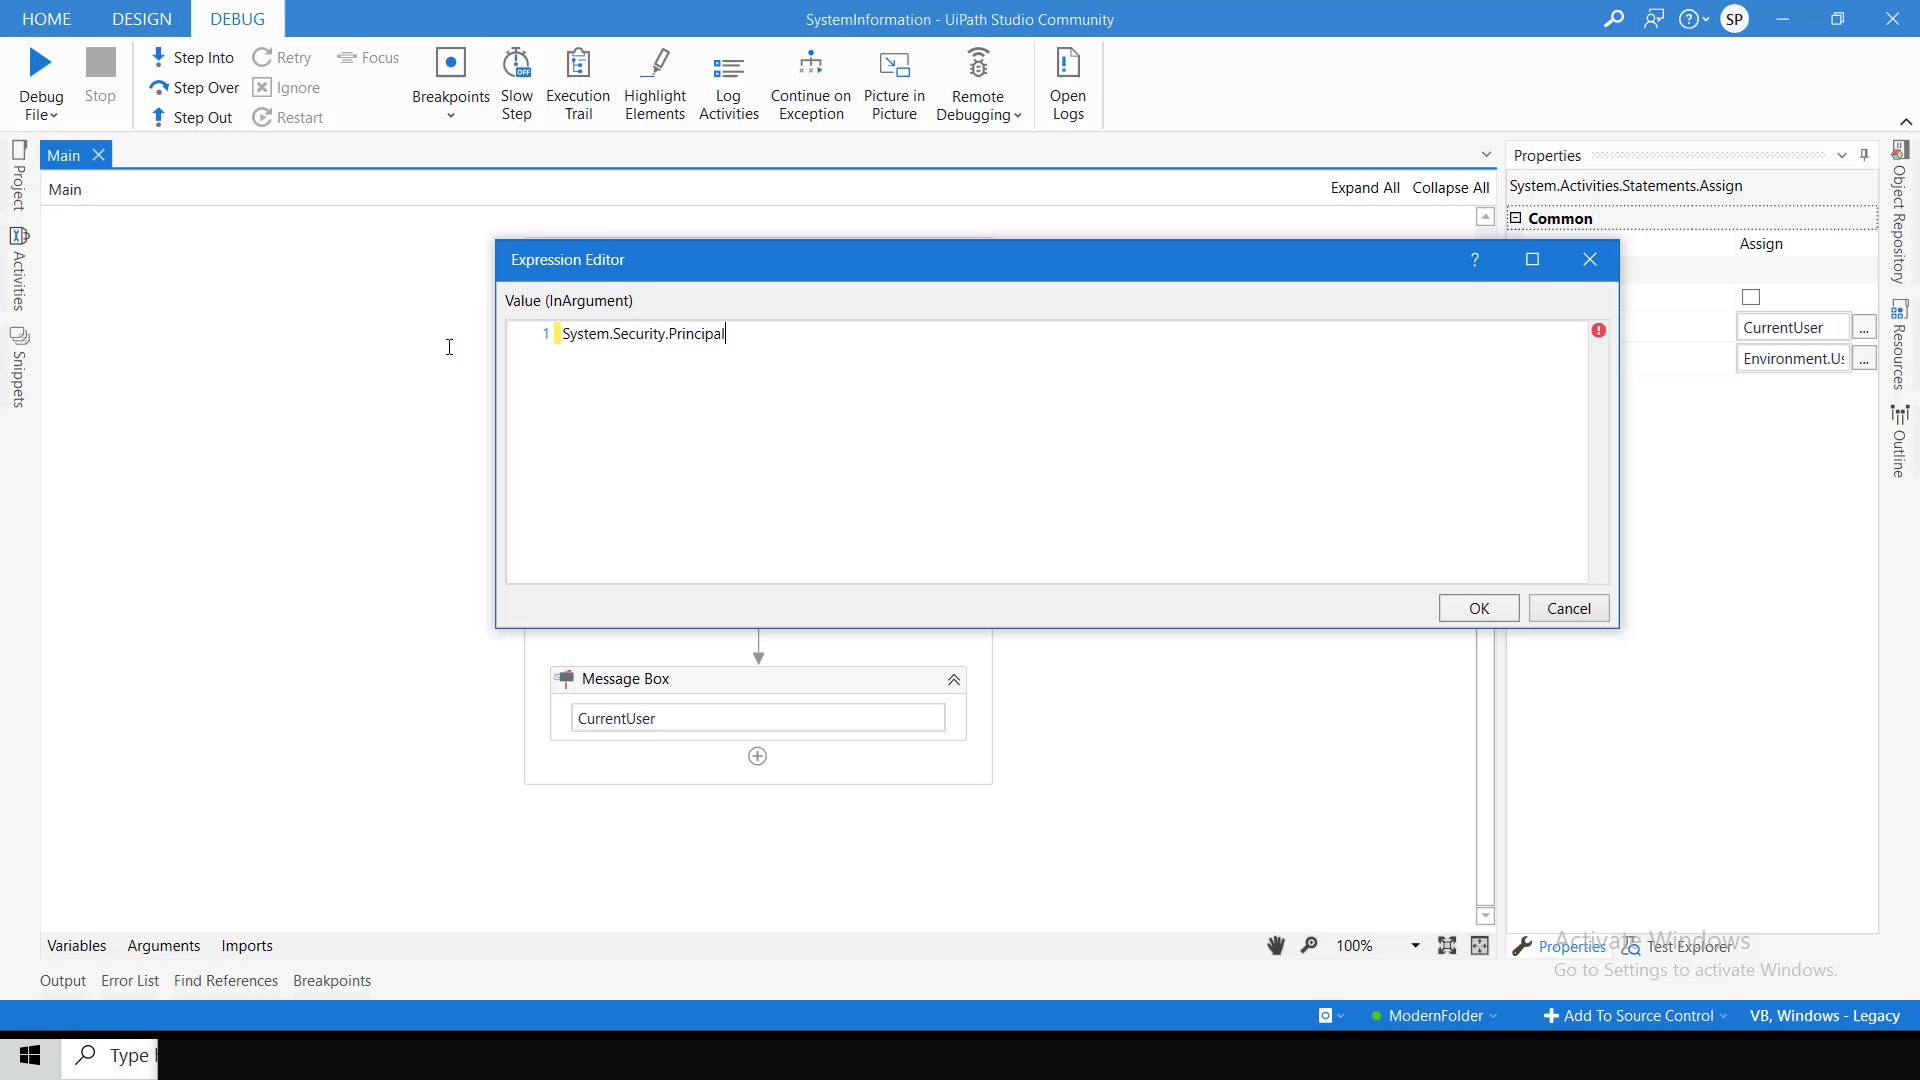 HOME DESIGN DEBUG SystemInformation - UiPath Studio Community SP
Debug File
Stop
Step Into
Step Over
Step Out
Retry
Ignore
Restart
Focus
Breakpoints
Slow Step
Execution Trail
Highlight Elements
Log Activities
Continue on Exception
Picture in Picture
Remote Debugging
Open Logs
Project
Activities
Snippets
Main
Main Expand All Collapse All
Expression Editor
Value (InArgument)
1 System.Security.Principal
OK Cancel
Message Box
CurrentUser
Properties
System.Activities.Statements.Assign
Common
Assign
CurrentUser ...
Environment.Us ...
Object Repository
Resources
Outline
Variables Arguments Imports 100%
Properties Test Explorer
Activate Windows
Go to Settings to activate Windows.
Output Error List Find References Breakpoints
ModernFolder Add To Source Control VB, Windows - Legacy
Type h